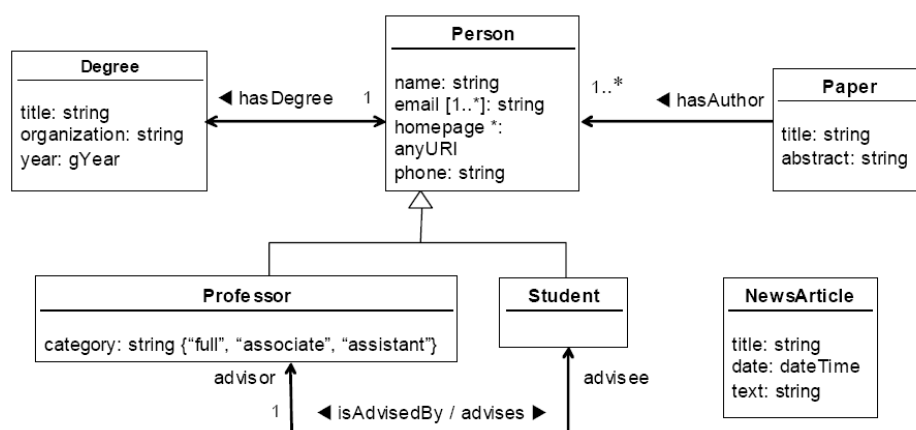 Person
name: string
email [1..*]: string
homepage *:
anyURI
phone: string
Degree
title: string
organization: string
year: gYear
◀ hasDegree
1
1..*
◀ hasAuthor
Paper
title: string
abstract: string
Professor
category: string {“full”, “associate”, “assistant”}
Student
NewsArticle
title: string
date: dateTime
text: string
advisor
1
◀ isAdvisedBy / advises ▶
advisee